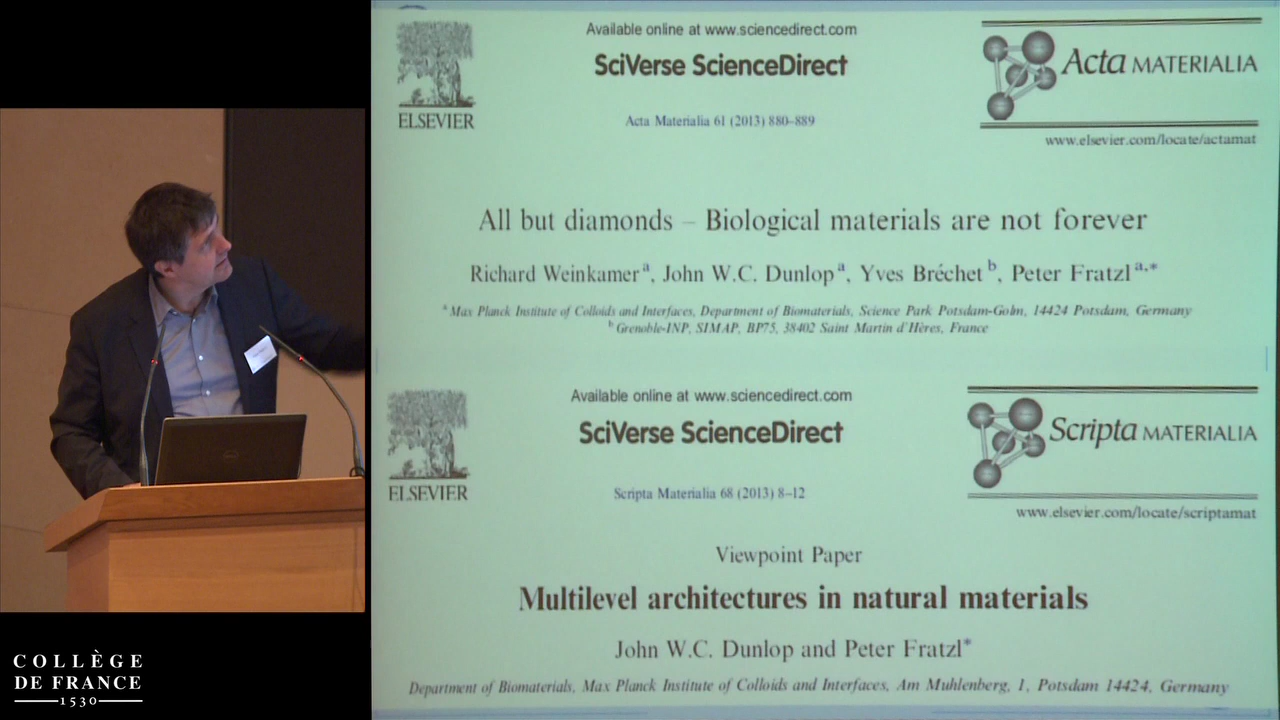 Available online at www.sciencedirect.com
SciVerse ScienceDirect
ELSEVIER
Acta Materialia 61 (2013) 880–889
Acta MATERIALIA
www.elsevier.com/locate/actamat
All but diamonds – Biological materials are not forever
Richard Weinkamer a, John W.C. Dunlop a, Yves Bréchet b, Peter Fratzl a,*
a Max Planck Institute of Colloids and Interfaces, Department of Biomaterials, Science Park Potsdam-Golm, 14424 Potsdam, Germany
b Grenoble-INP, SIMAP, BP75, 38402 Saint Martin d'Hères, France
Available online at www.sciencedirect.com
SciVerse ScienceDirect
ELSEVIER
Scripta Materialia 68 (2013) 8–12
Scripta MATERIALIA
www.elsevier.com/locate/scriptamat
Viewpoint Paper
Multilevel architectures in natural materials
John W.C. Dunlop and Peter Fratzl*
Department of Biomaterials, Max Planck Institute of Colloids and Interfaces, Am Muhlenberg, 1, Potsdam 14424, Germany
COLLÈGE
DE FRANCE
1530